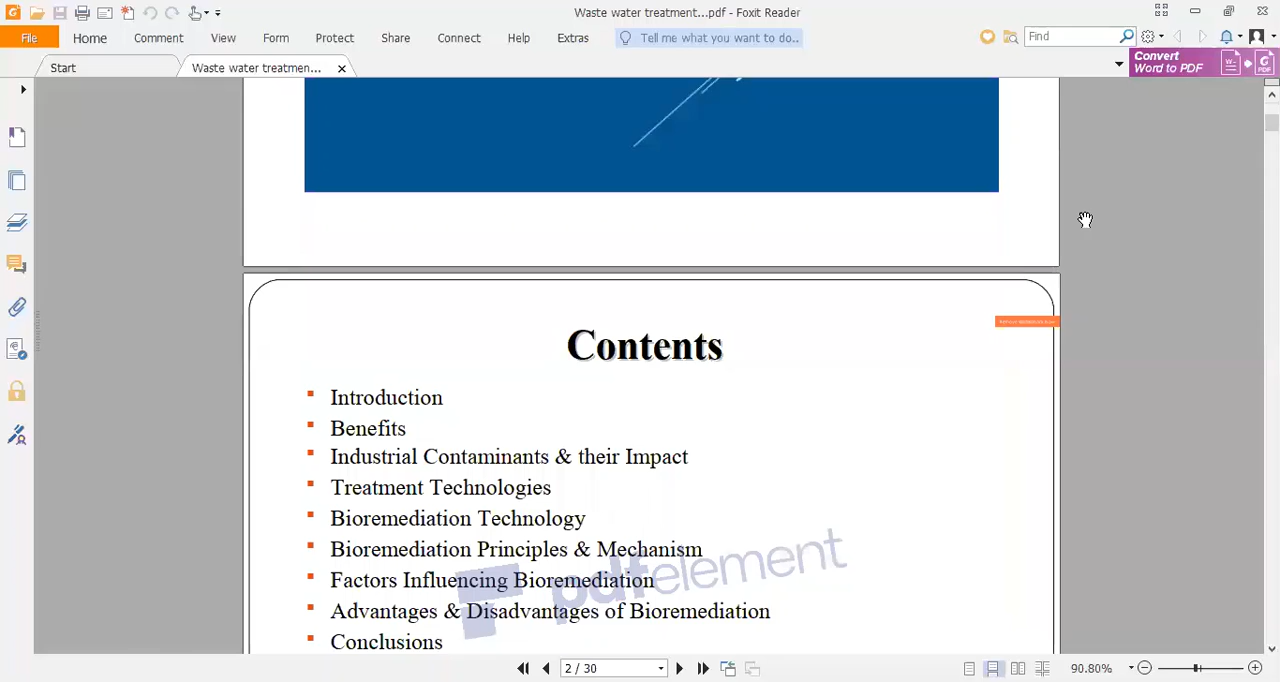 Waste water treatment...pdf - Foxit Reader
File Home Comment View Form Protect Share Connect Help Extras Tell me what you want to do.. Find
Start Waste water treatmen... Convert
Word to PDF
Contents
Introduction
Benefits
Industrial Contaminants & their Impact
Treatment Technologies
Bioremediation Technology
Bioremediation Principles & Mechanism
Factors Influencing Bioremediation
Advantages & Disadvantages of Bioremediation
Conclusions
pdfelement
2 / 30 90.80%